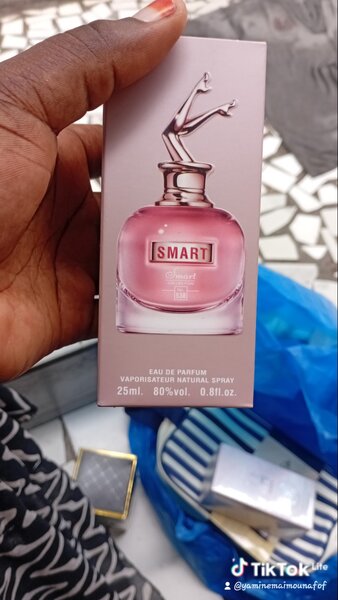 SMART
Smart
COLLECTION
No.
538
EAU DE PARFUM
VAPORISATEUR NATURAL SPRAY
25ml. 80%vol. 0.8fl.oz.
TikTok Lite
@yaminemaimounafof